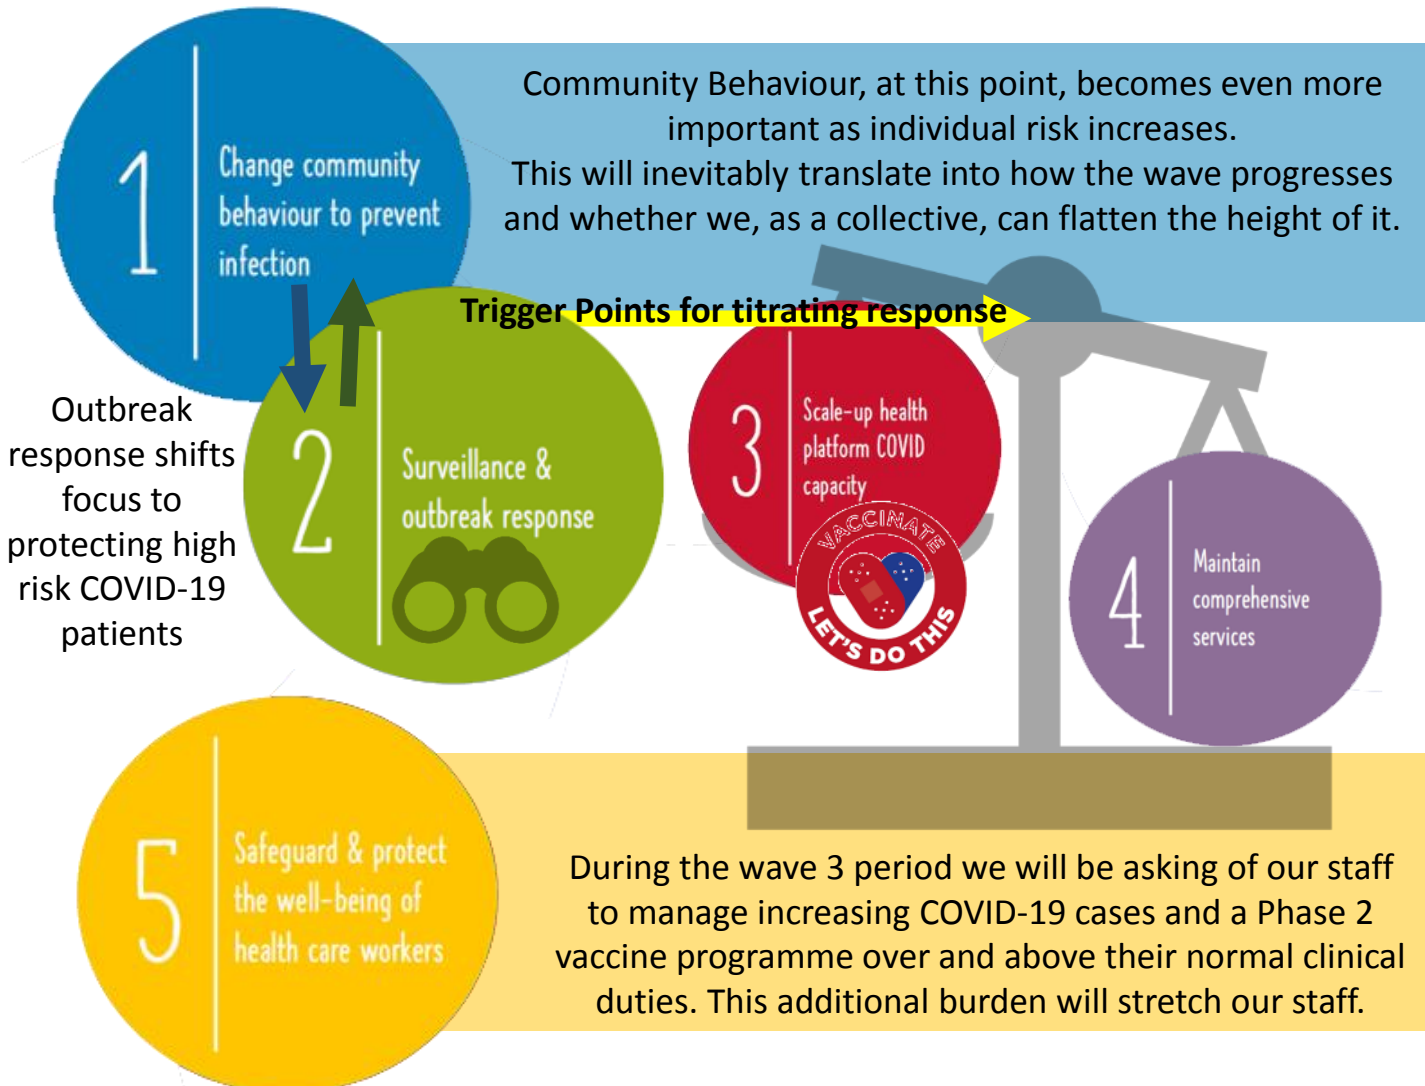 1
Change community
behaviour to prevent
infection
Community Behaviour, at this point, becomes even more
important as individual risk increases.
This will inevitably translate into how the wave progresses
and whether we, as a collective, can flatten the height of it.
Trigger Points for titrating response
Outbreak
response shifts
focus to
protecting high
risk COVID-19
patients
2
Surveillance &
outbreak response
3
Scale-up health
platform COVID
capacity
VACCINATE
LET'S DO THIS
4
Maintain
comprehensive
services
5
Safeguard & protect
the well-being of
health care workers
During the wave 3 period we will be asking of our staff
to manage increasing COVID-19 cases and a Phase 2
vaccine programme over and above their normal clinical
duties. This additional burden will stretch our staff.